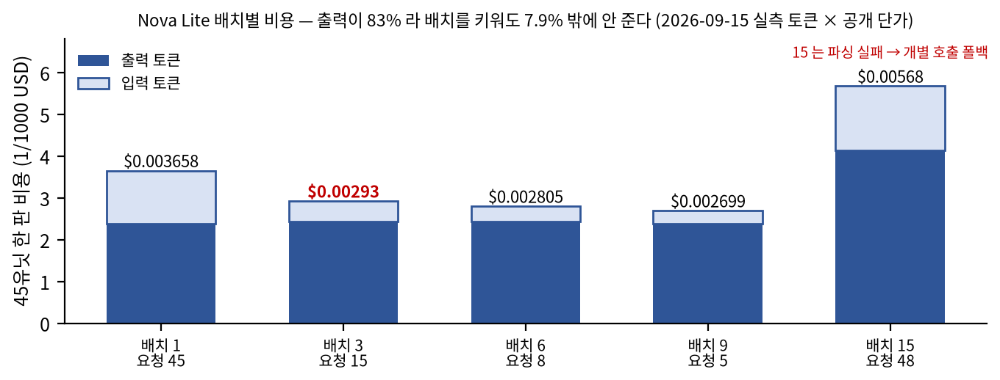 Nova Lite 배치별 비용 — 출력이 83% 라 배치를 키워도 7.9% 밖에 안 준다 (2026-09-15 실측 토큰 × 공개 단가)
15 는 파싱 실패 → 개별 호출 폴백
출력 토큰
입력 토큰
45유닛 한 판 비용 (1/1000 USD)
6
5
4
3
2
1
0
$0.003658
$0.00293
$0.002805
$0.002699
$0.00568
배치 1
요청 45
배치 3
요청 15
배치 6
요청 8
배치 9
요청 5
배치 15
요청 48